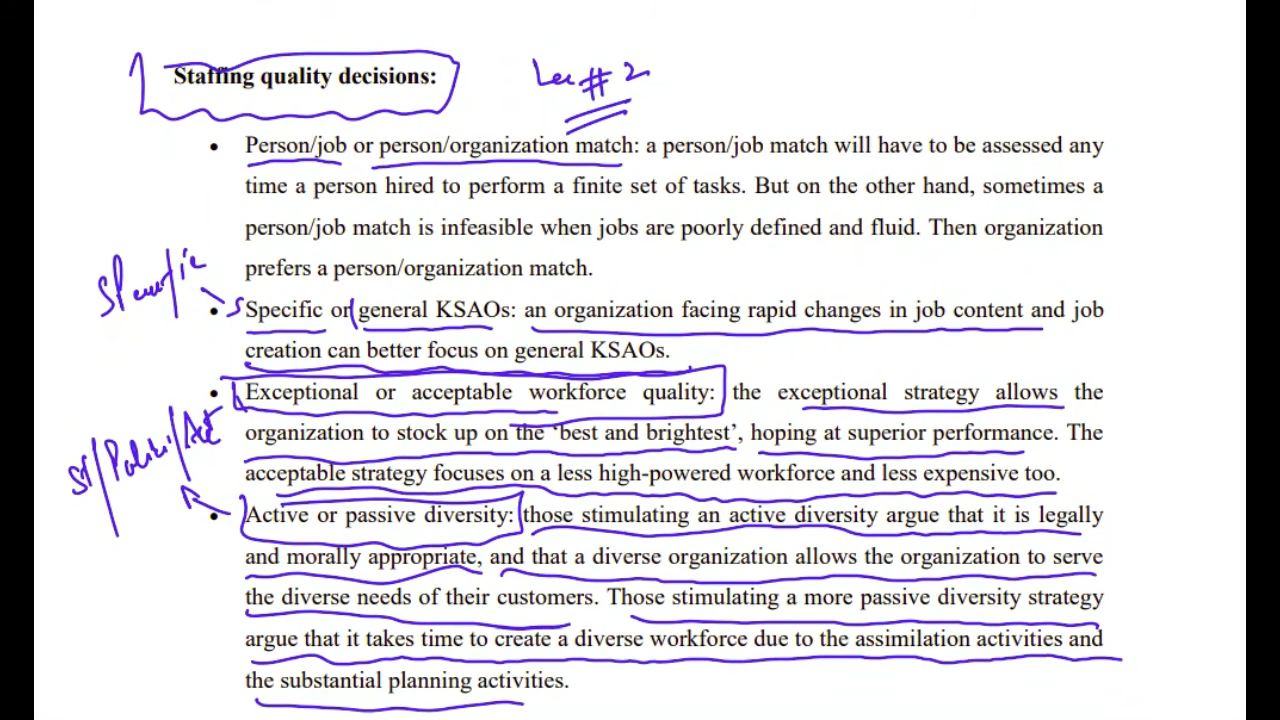 Staffing quality decisions:
Lec # 2
• Person/job or person/organization match: a person/job match will have to be assessed any
time a person hired to perform a finite set of tasks. But on the other hand, sometimes a
person/job match is infeasible when jobs are poorly defined and fluid. Then organization
prefers a person/organization match.
• Specific or general KSAOs: an organization facing rapid changes in job content and job
creation can better focus on general KSAOs.
• Exceptional or acceptable workforce quality: the exceptional strategy allows the
organization to stock up on the ‘best and brightest’, hoping at superior performance. The
acceptable strategy focuses on a less high-powered workforce and less expensive too.
• Active or passive diversity: those stimulating an active diversity argue that it is legally
and morally appropriate, and that a diverse organization allows the organization to serve
the diverse needs of their customers. Those stimulating a more passive diversity strategy
argue that it takes time to create a diverse workforce due to the assimilation activities and
the substantial planning activities.